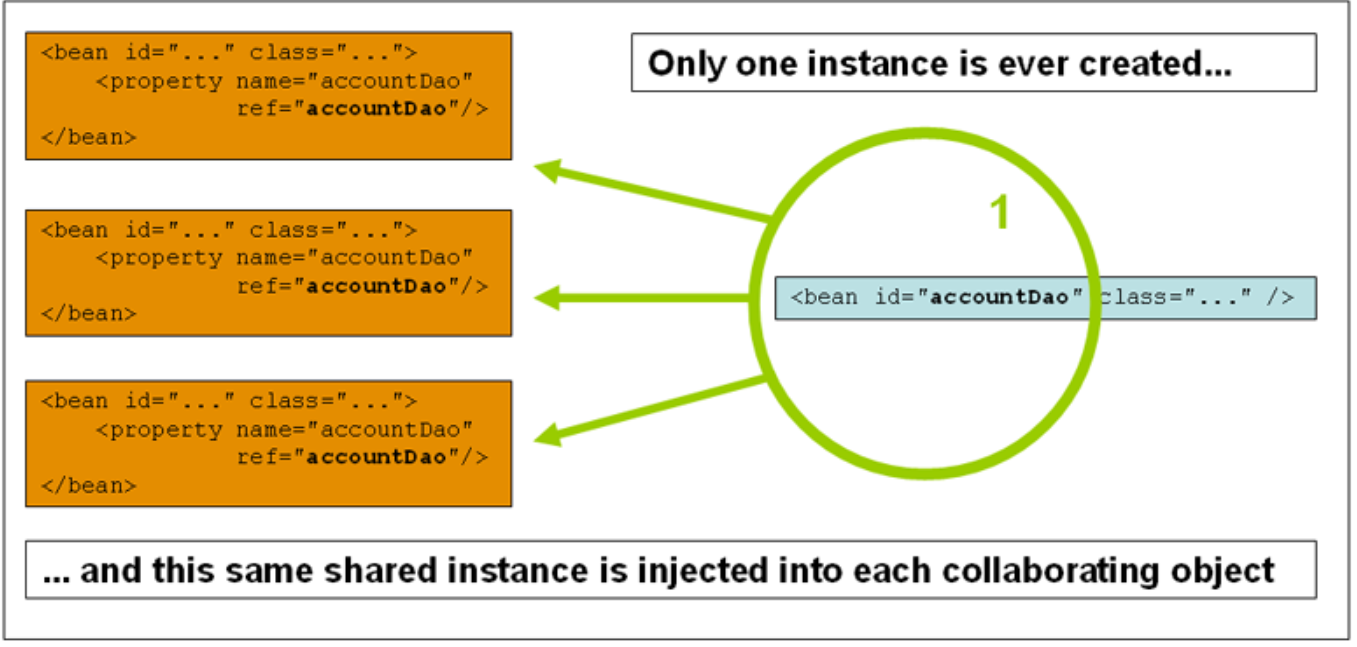 <bean id="..." class="...">
    <property name="accountDao"
              ref="accountDao"/>
</bean>
Only one instance is ever created...
<bean id="..." class="...">
    <property name="accountDao"
              ref="accountDao"/>
</bean>
1
<bean id="accountDao" class="..." />
<bean id="..." class="...">
    <property name="accountDao"
              ref="accountDao"/>
</bean>
... and this same shared instance is injected into each collaborating object